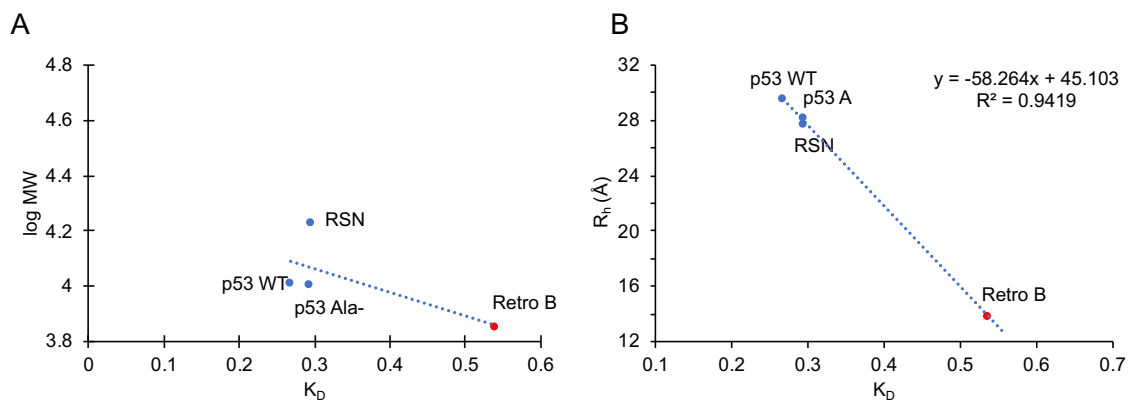 A
4.8
4.6
4.4
4.2
4
3.8
log MW
RSN
p53 WT
p53 Ala-
Retro B
0 0.1 0.2 0.3 0.4 0.5 0.6
K_D
B
32
28
24
20
16
12
R_h (Å)
p53 WT
p53 A
RSN
y = -58.264x + 45.103
R² = 0.9419
Retro B
0.1 0.2 0.3 0.4 0.5 0.6 0.7
K_D